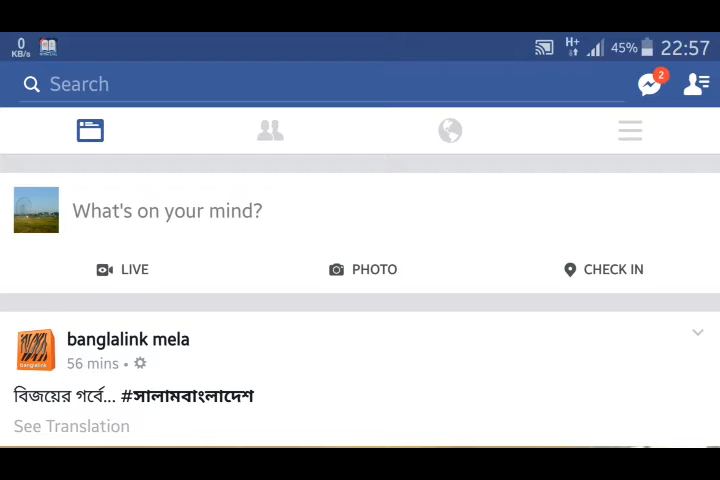 0
KB/s
H+
45%
22:57
Search
2
What's on your mind?
LIVE
PHOTO
CHECK IN
banglalink mela
banglalink
56 mins •
বিজয়ের গর্বে... #সালামবাংলাদেশ
See Translation